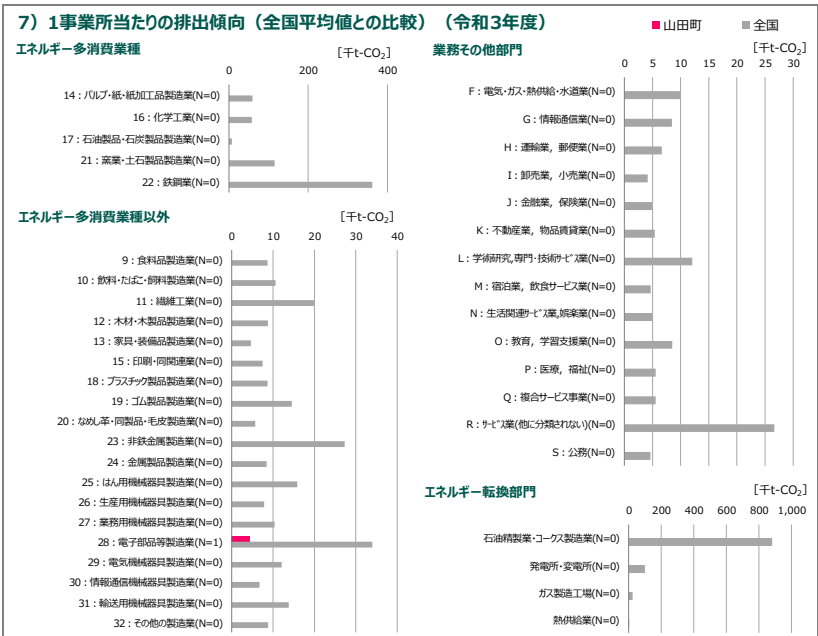 7）1事業所当たりの排出傾向（全国平均値との比較）（令和3年度）
■山田町 ■全国
エネルギー多消費業種
［千t-CO₂］
0 200 400
14：パルプ・紙・紙加工品製造業(N=0)
16：化学工業(N=0)
17：石油製品・石炭製品製造業(N=0)
21：窯業・土石製品製造業(N=0)
22：鉄鋼業(N=0)
エネルギー多消費業種以外
［千t-CO₂］
0 10 20 30 40
9：食料品製造業(N=0)
10：飲料・たばこ・飼料製造業(N=0)
11：繊維工業(N=0)
12：木材・木製品製造業(N=0)
13：家具・装備品製造業(N=0)
15：印刷・同関連業(N=0)
18：プラスチック製品製造業(N=0)
19：ゴム製品製造業(N=0)
20：なめし革・同製品・毛皮製造業(N=0)
23：非鉄金属製造業(N=0)
24：金属製品製造業(N=0)
25：はん用機械器具製造業(N=0)
26：生産用機械器具製造業(N=0)
27：業務用機械器具製造業(N=0)
28：電子部品等製造業(N=1)
29：電気機械器具製造業(N=0)
30：情報通信機械器具製造業(N=0)
31：輸送用機械器具製造業(N=0)
32：その他の製造業(N=0)
業務その他部門
［千t-CO₂］
0 5 10 15 20 25 30
F：電気・ガス・熱供給・水道業(N=0)
G：情報通信業(N=0)
H：運輸業，郵便業(N=0)
I：卸売業，小売業(N=0)
J：金融業，保険業(N=0)
K：不動産業，物品賃貸業(N=0)
L：学術研究,専門・技術ｻｰﾋﾞｽ業(N=0)
M：宿泊業，飲食サービス業(N=0)
N：生活関連ｻｰﾋﾞｽ業,娯楽業(N=0)
O：教育，学習支援業(N=0)
P：医療，福祉(N=0)
Q：複合サービス事業(N=0)
R：ｻｰﾋﾞｽ業(他に分類されない)(N=0)
S：公務(N=0)
エネルギー転換部門
［千t-CO₂］
0 200 400 600 800 1,000
石油精製業・コークス製造業(N=0)
発電所・変電所(N=0)
ガス製造工場(N=0)
熱供給業(N=0)